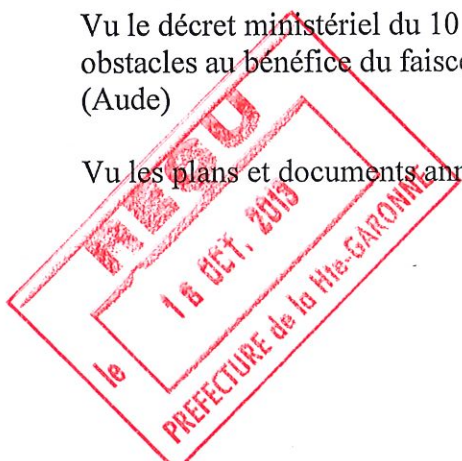 Vu le décret ministériel du 10
obstacles au bénéfice du faisc
(Aude)
Vu les plans et documents ann
REÇU
le 16 OCT. 2013
PREFECTURE de la Hte-GARONNE